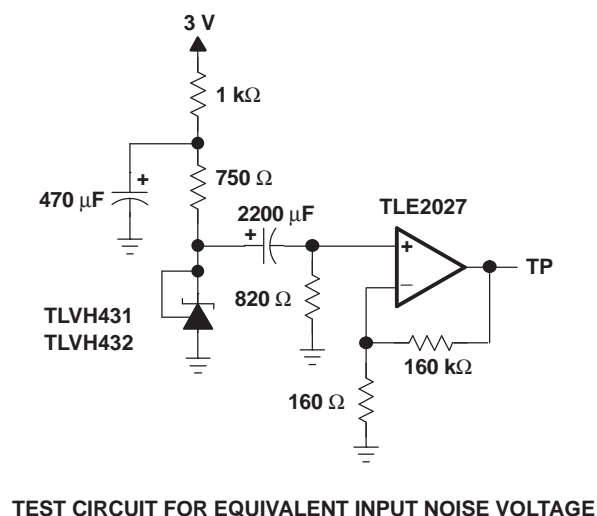 3 V
1 kΩ
+
750 Ω
470 μF
2200 μF
+
TLE2027
+
−
TP
820 Ω
TLVH431
TLVH432
160 kΩ
160 Ω
TEST CIRCUIT FOR EQUIVALENT INPUT NOISE VOLTAGE